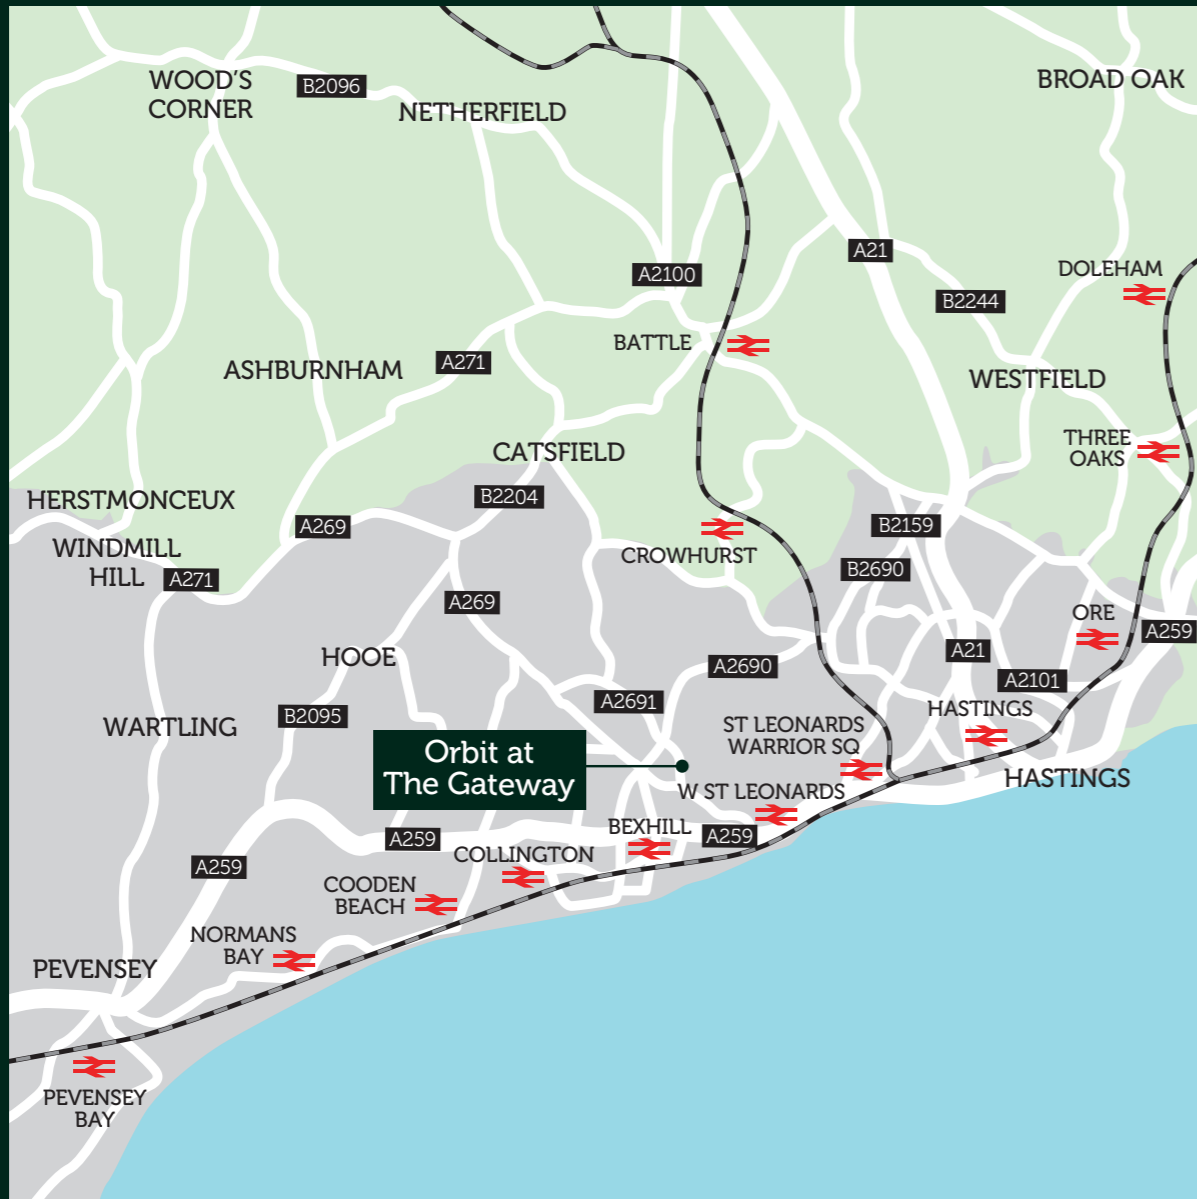 WOOD'S
CORNER
B2096
NETHERFIELD
BROAD OAK
A21
A2100
DOLEHAM
B2244
BATTLE
ASHBURNHAM
A271
WESTFIELD
CATSFIELD
THREE
OAKS
HERSTMONCEUX
B2204
A269
B2159
WINDMILL
HILL
A271
CROWHURST
B2690
A269
ORE
A259
HOOE
A21
A2690
A2101
WARTLING
B2095
A2691
ST LEONARDS
WARRIOR SQ
HASTINGS
Orbit at
The Gateway
HASTINGS
W ST LEONARDS
BEXHILL
A259
A259
COLLINGTON
A259
COODEN
BEACH
NORMANS
BAY
PEVENSEY
PEVENSEY
BAY